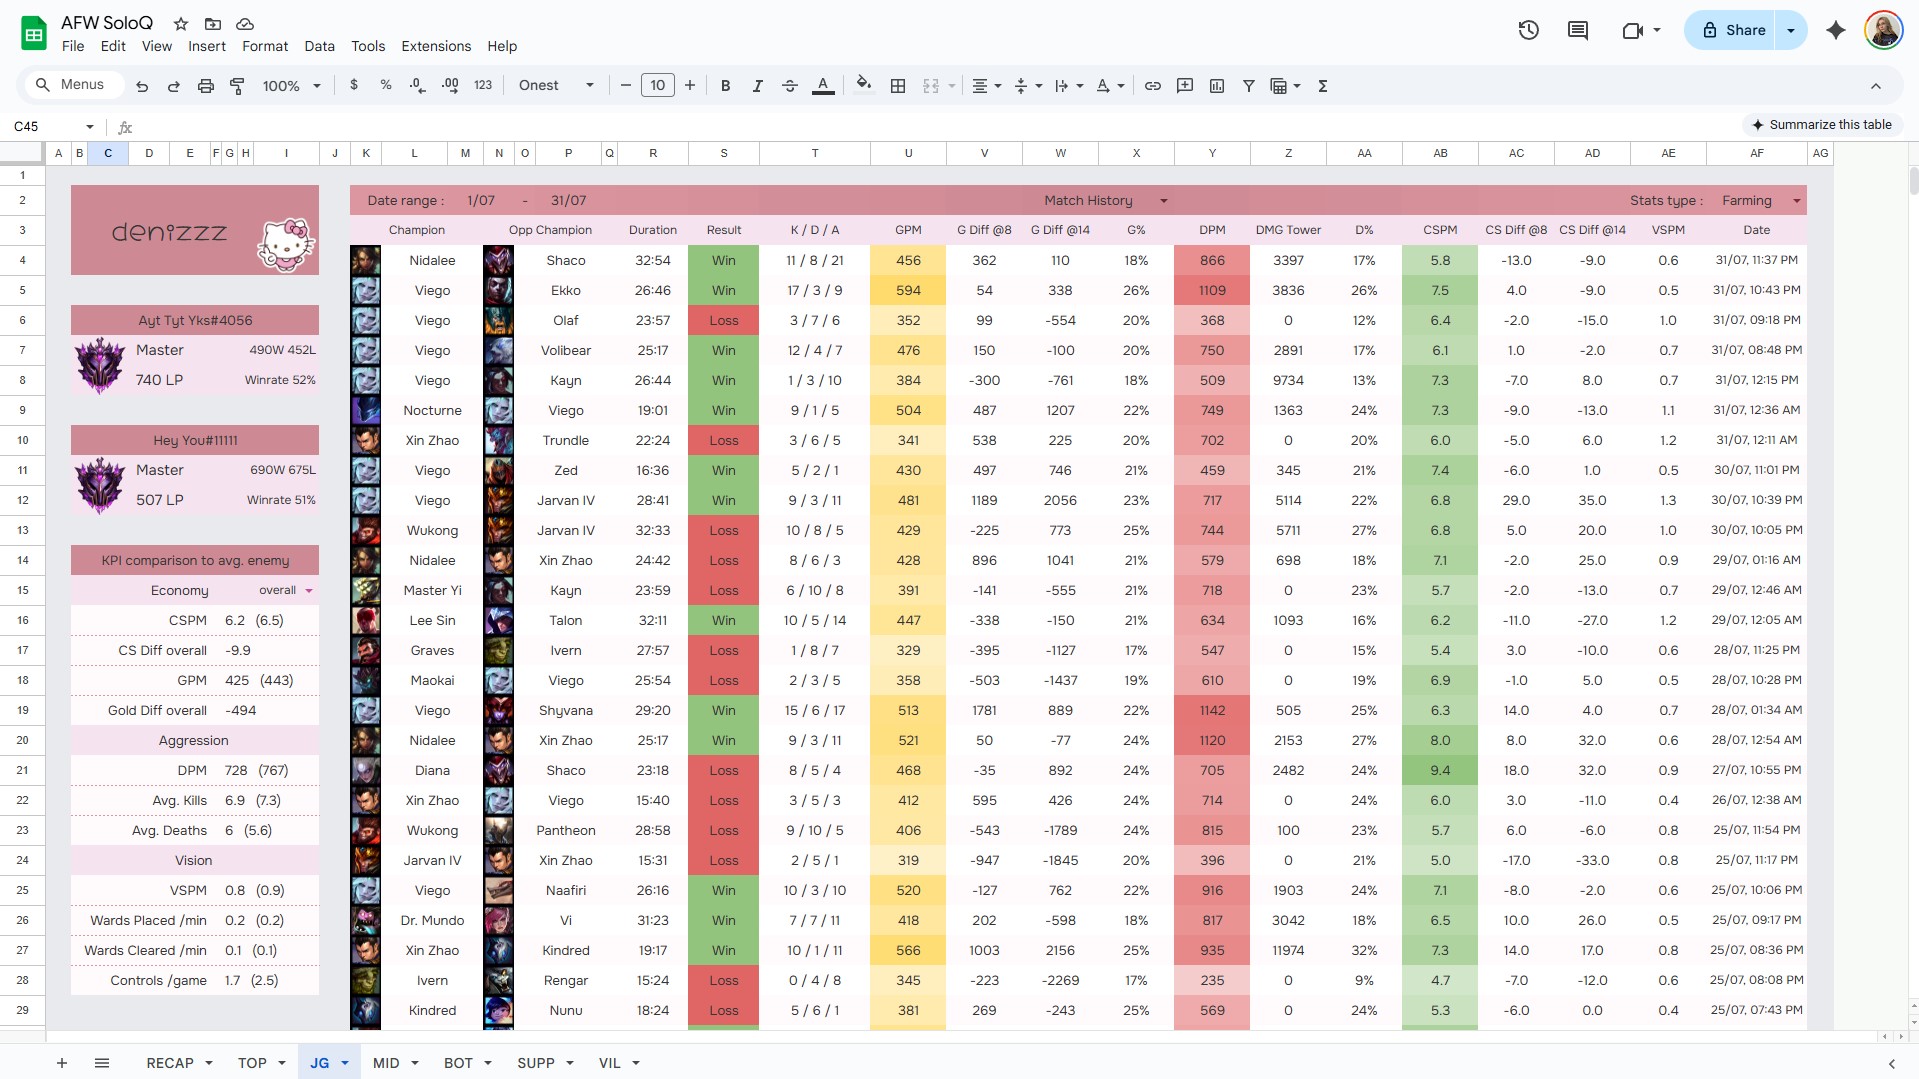 AFW SoloQ
File Edit View Insert Format Data Tools Extensions Help
Share
Menus 100% $ % .0 .00 123 Onest 10 B I A Σ
C45 fx
Summarize this table
A B C D E F G H I J K L M N O P Q R S T U V W X Y Z AA AB AC AD AE AF AG
1
2 denizzz Date range : 1/07 - 31/07 Match History Stats type : Farming
3 Champion Opp Champion Duration Result K / D / A GPM G Diff @8 G Diff @14 G% DPM DMG Tower D% CSPM CS Diff @8 CS Diff @14 VSPM Date
4 Nidalee Shaco 32:54 Win 11 / 8 / 21 456 362 110 18% 866 3397 17% 5.8 -13.0 -9.0 0.6 31/07, 11:37 PM
5 Viego Ekko 26:46 Win 17 / 3 / 9 594 54 338 26% 1109 3836 26% 7.5 4.0 -9.0 0.5 31/07, 10:43 PM
6 Ayt Tyt Yks#4056 Viego Olaf 23:57 Loss 3 / 7 / 6 352 99 -554 20% 368 0 12% 6.4 -2.0 -15.0 1.0 31/07, 09:18 PM
7 Master 490W 452L Viego Volibear 25:17 Win 12 / 4 / 7 476 150 -100 20% 750 2891 17% 6.1 1.0 -2.0 0.7 31/07, 08:48 PM
8 740 LP Winrate 52% Viego Kayn 26:44 Win 1 / 3 / 10 384 -300 -761 18% 509 9734 13% 7.3 -7.0 8.0 0.7 31/07, 12:15 PM
9 Nocturne Viego 19:01 Win 9 / 1 / 5 504 487 1207 22% 749 1363 24% 7.3 -9.0 -13.0 1.1 31/07, 12:36 AM
10 Hey You#11111 Xin Zhao Trundle 22:24 Loss 3 / 6 / 5 341 538 225 20% 702 0 20% 6.0 -5.0 6.0 1.2 31/07, 12:11 AM
11 Master 690W 675L Viego Zed 16:36 Win 5 / 2 / 1 430 497 746 21% 459 345 21% 7.4 -6.0 1.0 0.5 30/07, 11:01 PM
12 507 LP Winrate 51% Viego Jarvan IV 28:41 Win 9 / 3 / 11 481 1189 2056 23% 717 5114 22% 6.8 29.0 35.0 1.3 30/07, 10:39 PM
13 Wukong Jarvan IV 32:33 Loss 10 / 8 / 5 429 -225 773 25% 744 5711 27% 6.8 5.0 20.0 1.0 30/07, 10:05 PM
14 KPI comparison to avg. enemy Nidalee Xin Zhao 24:42 Loss 8 / 6 / 3 428 896 1041 21% 579 698 18% 7.1 -2.0 25.0 0.9 29/07, 01:16 AM
15 Economy overall Master Yi Kayn 23:59 Loss 6 / 10 / 8 391 -141 -555 21% 718 0 23% 5.7 -2.0 -13.0 0.7 29/07, 12:46 AM
16 CSPM 6.2 (6.5) Lee Sin Talon 32:11 Win 10 / 5 / 14 447 -338 -150 21% 634 1093 16% 6.2 -11.0 -27.0 1.2 29/07, 12:05 AM
17 CS Diff overall -9.9 Graves Ivern 27:57 Loss 1 / 8 / 7 329 -395 -1127 17% 547 0 15% 5.4 3.0 -10.0 0.6 28/07, 11:25 PM
18 GPM 425 (443) Maokai Viego 25:54 Loss 2 / 3 / 5 358 -503 -1437 19% 610 0 19% 6.9 -1.0 5.0 0.5 28/07, 10:28 PM
19 Gold Diff overall -494 Viego Shyvana 29:20 Win 15 / 6 / 17 513 1781 889 22% 1142 505 25% 6.3 14.0 4.0 0.7 28/07, 01:34 AM
20 Aggression Nidalee Xin Zhao 25:17 Win 9 / 3 / 11 521 50 -77 24% 1120 2153 27% 8.0 8.0 32.0 0.6 28/07, 12:54 AM
21 DPM 728 (767) Diana Shaco 23:18 Loss 8 / 5 / 4 468 -35 892 24% 705 2482 24% 9.4 18.0 32.0 0.9 27/07, 10:55 PM
22 Avg. Kills 6.9 (7.3) Xin Zhao Viego 15:40 Loss 3 / 5 / 3 412 595 426 24% 714 0 24% 6.0 3.0 -11.0 0.4 26/07, 12:38 AM
23 Avg. Deaths 6 (5.6) Wukong Pantheon 28:58 Loss 9 / 10 / 5 406 -543 -1789 24% 815 100 23% 5.7 6.0 -6.0 0.8 25/07, 11:54 PM
24 Vision Jarvan IV Xin Zhao 15:31 Loss 2 / 5 / 1 319 -947 -1845 20% 396 0 21% 5.0 -17.0 -33.0 0.8 25/07, 11:17 PM
25 VSPM 0.8 (0.9) Viego Naafiri 26:16 Win 10 / 3 / 10 520 -127 762 22% 916 1903 24% 7.1 -8.0 -2.0 0.6 25/07, 10:06 PM
26 Wards Placed /min 0.2 (0.2) Dr. Mundo Vi 31:23 Win 7 / 7 / 11 418 202 -598 18% 817 3042 18% 6.5 10.0 26.0 0.5 25/07, 09:17 PM
27 Wards Cleared /min 0.1 (0.1) Xin Zhao Kindred 19:17 Win 10 / 1 / 11 566 1003 2156 25% 935 11974 32% 7.3 14.0 17.0 0.8 25/07, 08:36 PM
28 Controls /game 1.7 (2.5) Ivern Rengar 15:24 Loss 0 / 4 / 8 345 -223 -2269 17% 235 0 9% 4.7 -7.0 -12.0 0.6 25/07, 08:08 PM
29 Kindred Nunu 18:24 Loss 5 / 6 / 1 381 269 -243 25% 569 0 24% 5.3 -6.0 0.0 0.4 25/07, 07:43 PM
RECAP TOP JG MID BOT SUPP VIL